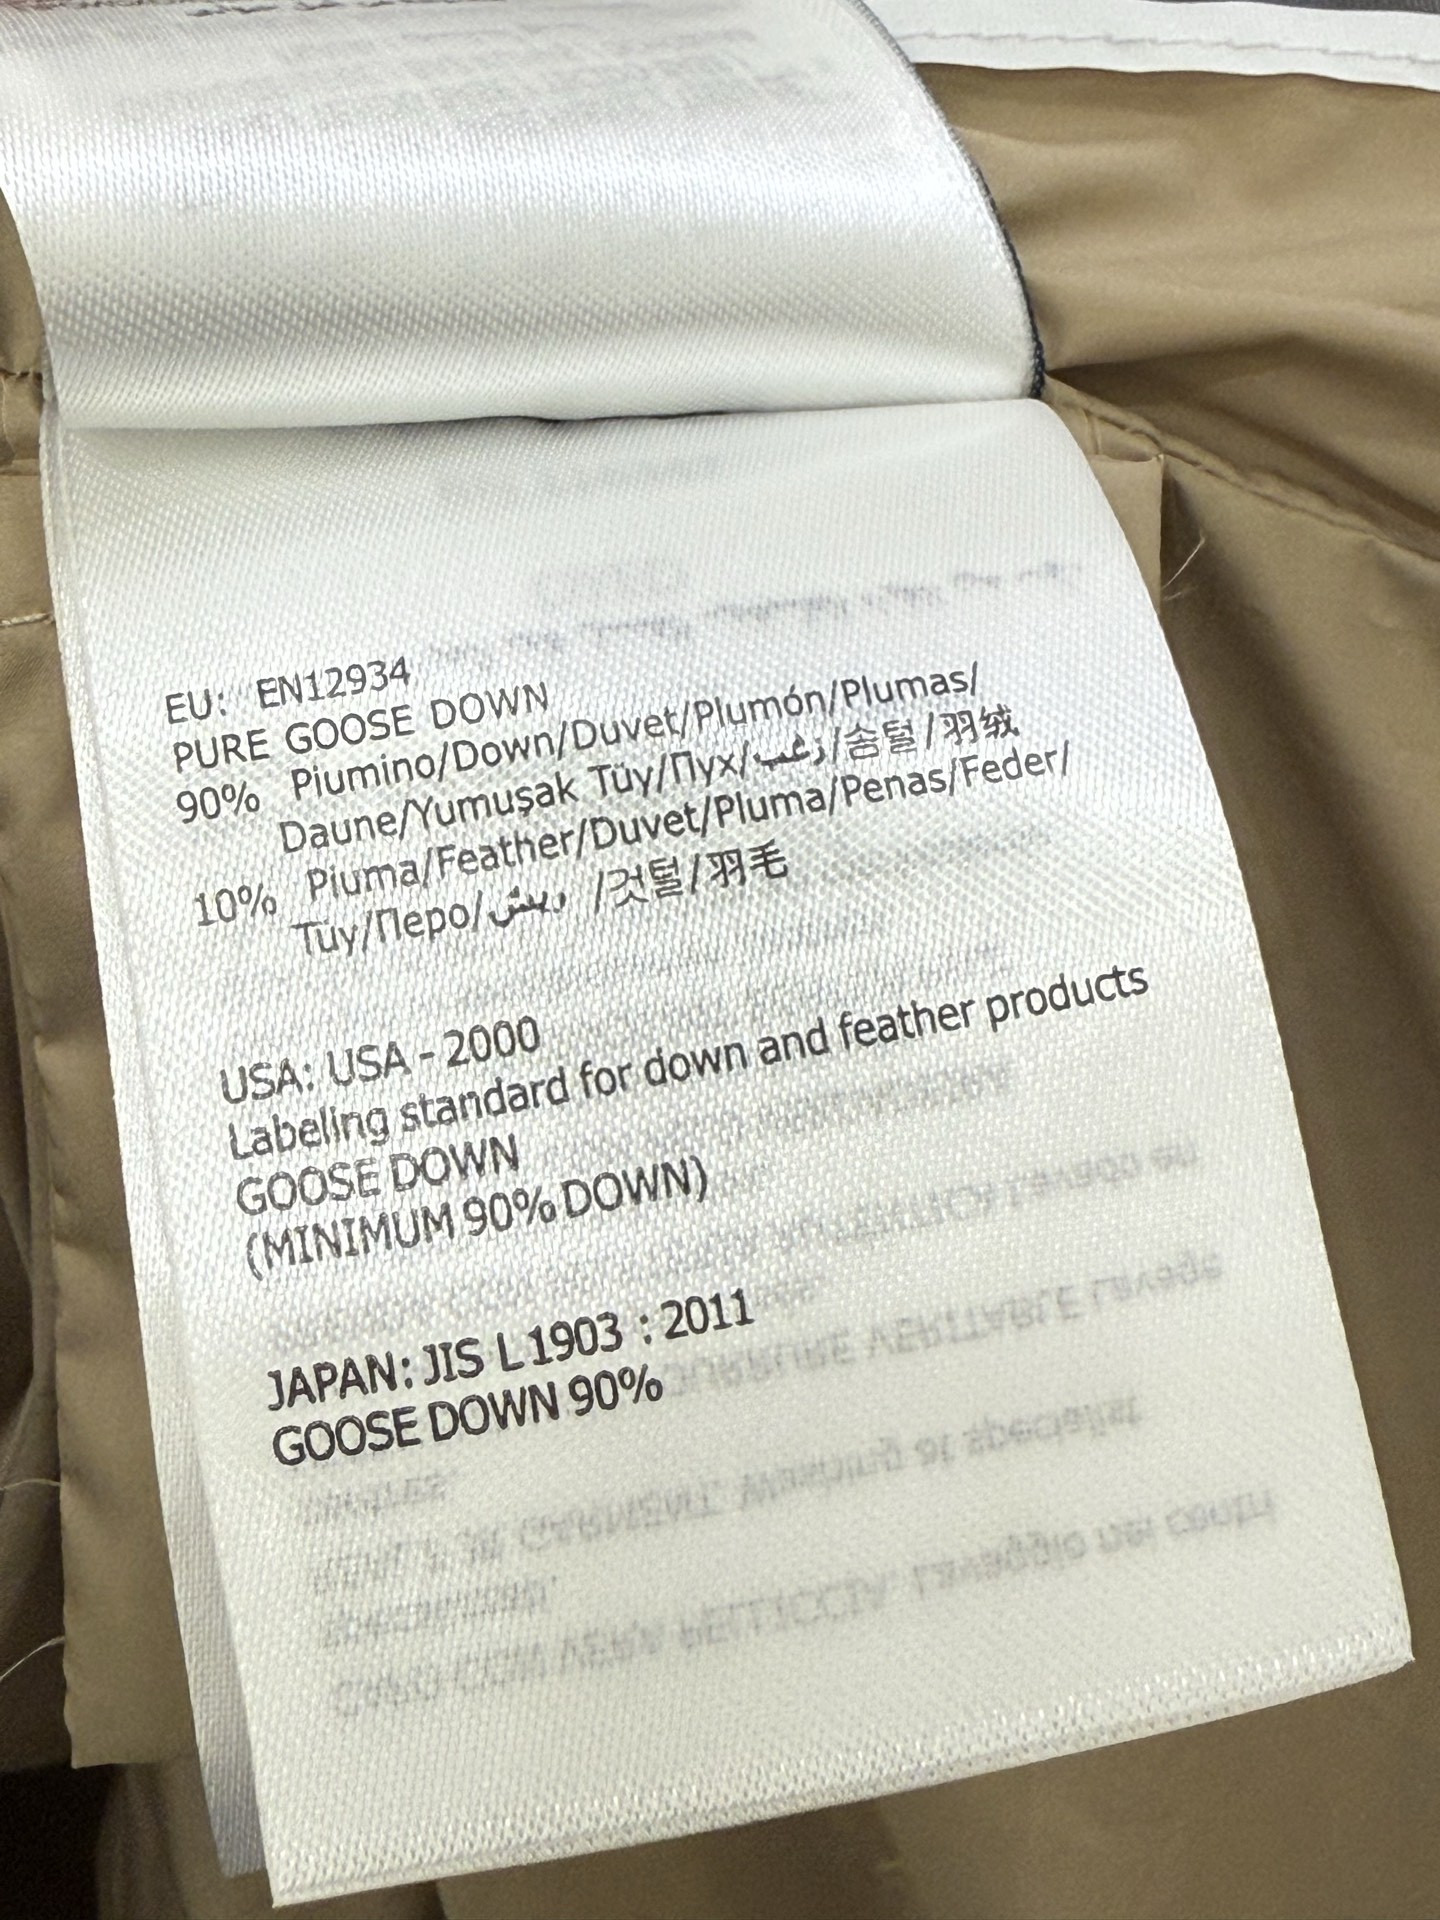 EU: EN12934
PURE GOOSE DOWN
90% Piumino/Down/Duvet/Plumón/Plumas/
Daune/Yumuşak Tüy/Пух/زغب/솜털/羽绒
10% Piuma/Feather/Duvet/Pluma/Penas/Feder/
Tüy/Перо/ريش /깃털/羽毛
USA: USA - 2000
Labeling standard for down and feather products
GOOSE DOWN
(MINIMUM 90% DOWN)
JAPAN: JIS L 1903 : 2011
GOOSE DOWN 90%